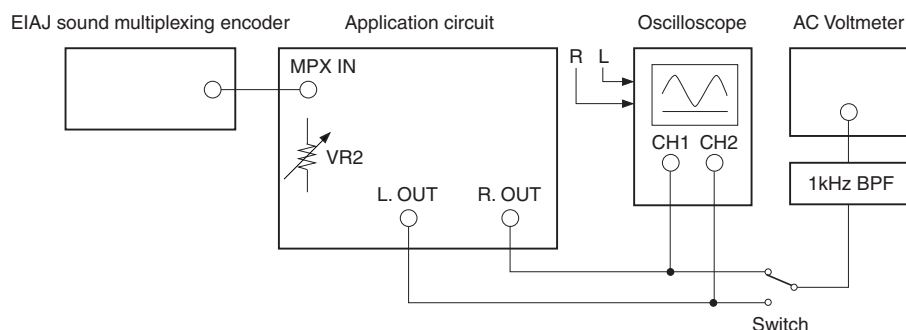 EIAJ sound multiplexing encoder
Application circuit
Oscilloscope
AC Voltmeter
MPX IN
R L
VR2
CH1 CH2
1kHz BPF
L. OUT
R. OUT
Switch